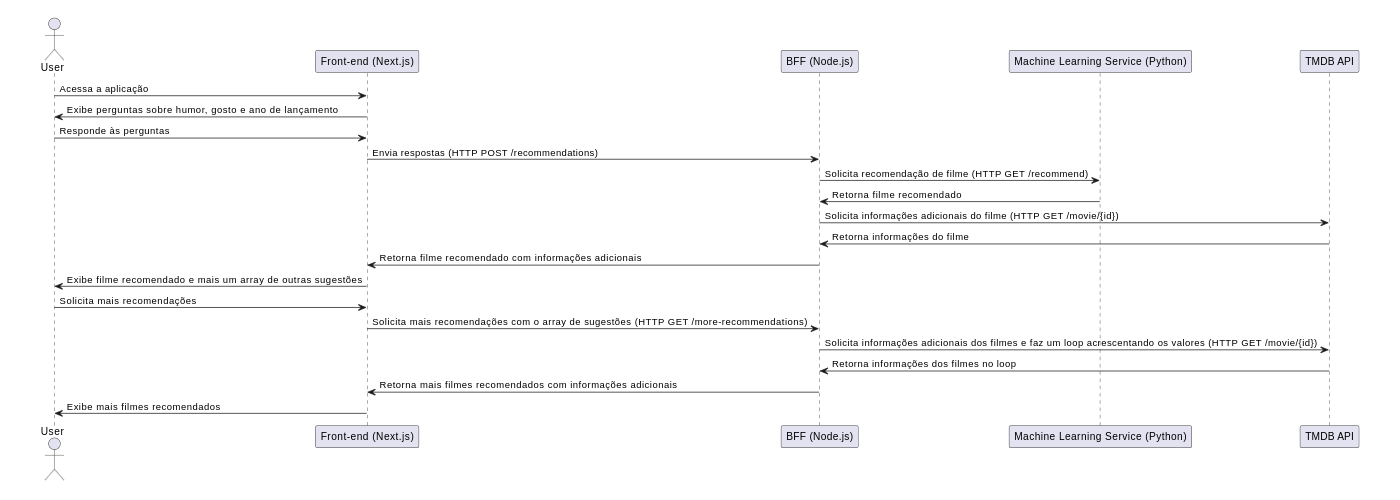 User
Front-end (Next.js)
BFF (Node.js)
Machine Learning Service (Python)
TMDB API
Acessa a aplicação
Exibe perguntas sobre humor, gosto e ano de lançamento
Responde às perguntas
Envia respostas (HTTP POST /recommendations)
Solicita recomendação de filme (HTTP GET /recommend)
Retorna filme recomendado
Solicita informações adicionais do filme (HTTP GET /movie/{id})
Retorna informações do filme
Retorna filme recomendado com informações adicionais
Exibe filme recomendado e mais um array de outras sugestões
Solicita mais recomendações
Solicita mais recomendações com o array de sugestões (HTTP GET /more-recommendations)
Solicita informações adicionais dos filmes e faz um loop acrescentando os valores (HTTP GET /movie/{id})
Retorna informações dos filmes no loop
Retorna mais filmes recomendados com informações adicionais
Exibe mais filmes recomendados
User
Front-end (Next.js)
BFF (Node.js)
Machine Learning Service (Python)
TMDB API